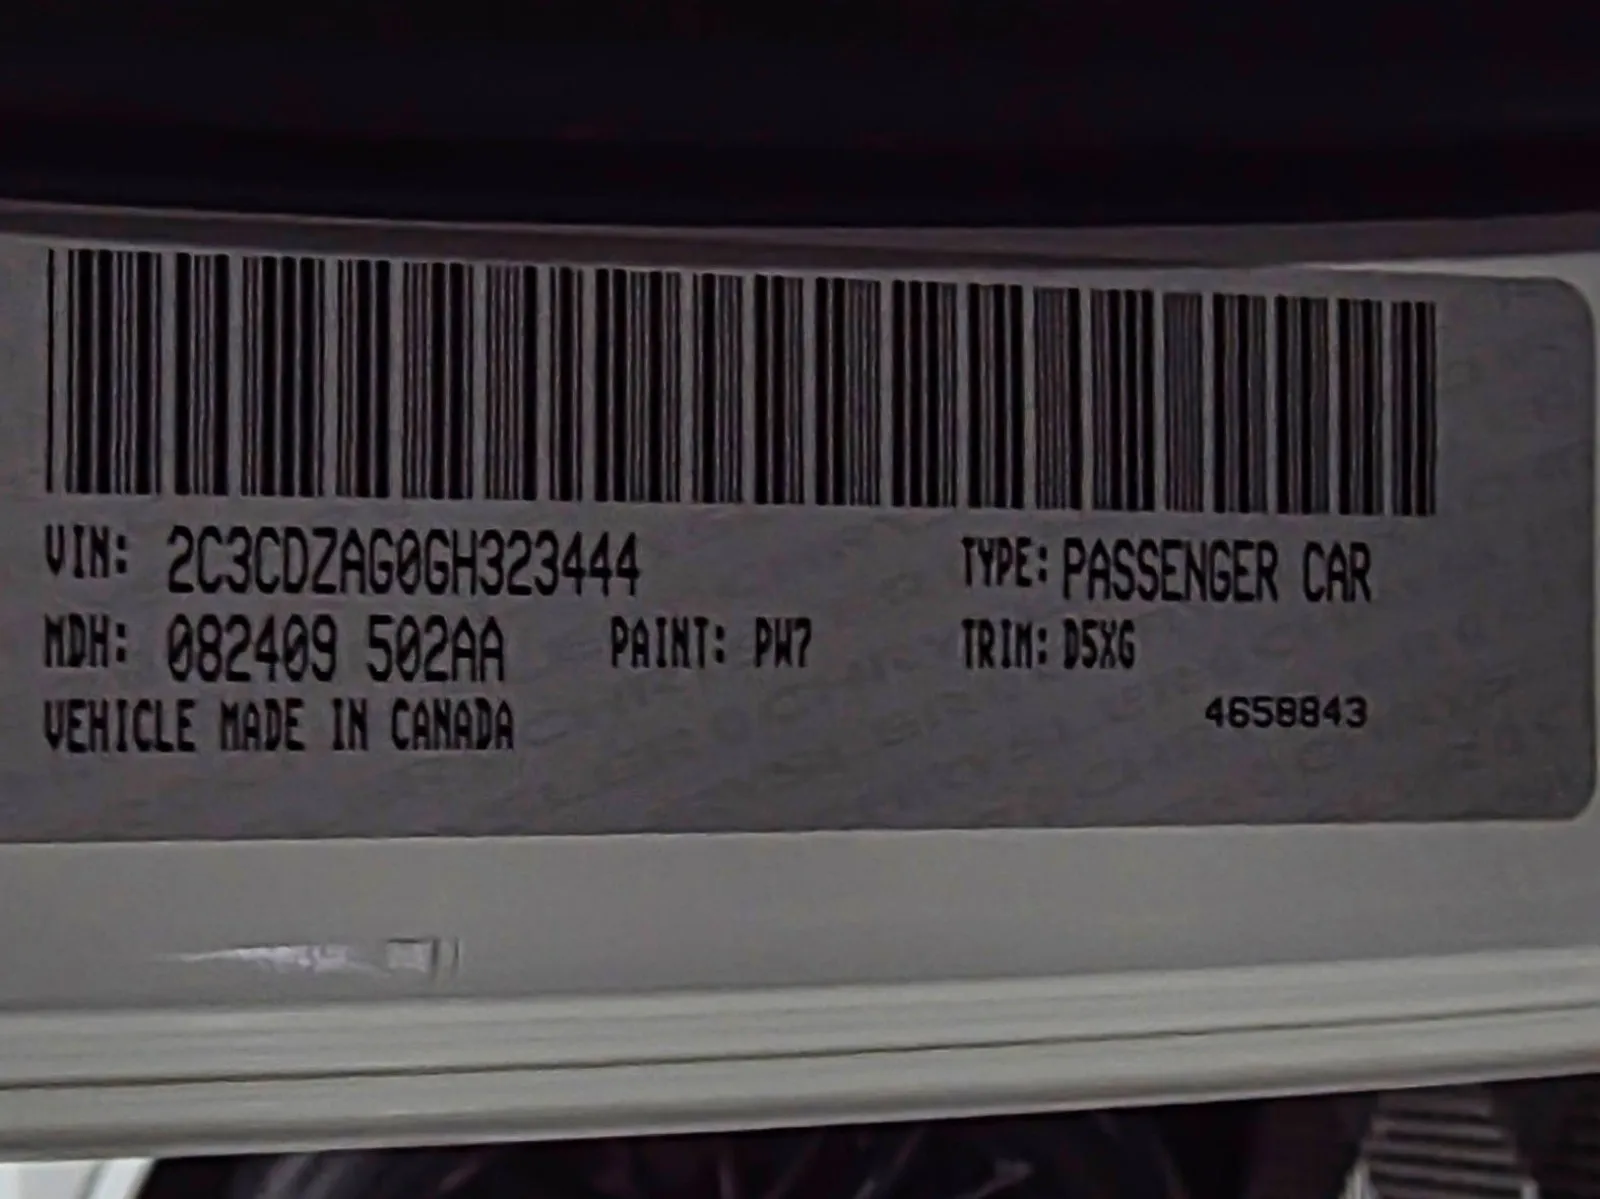 VIN: 2C3CDZAG0GH323444 TYPE: PASSENGER CAR
MDH: 082409 502AA PAINT: PW7 TRIM: D5XG
VEHICLE MADE IN CANADA 4658843